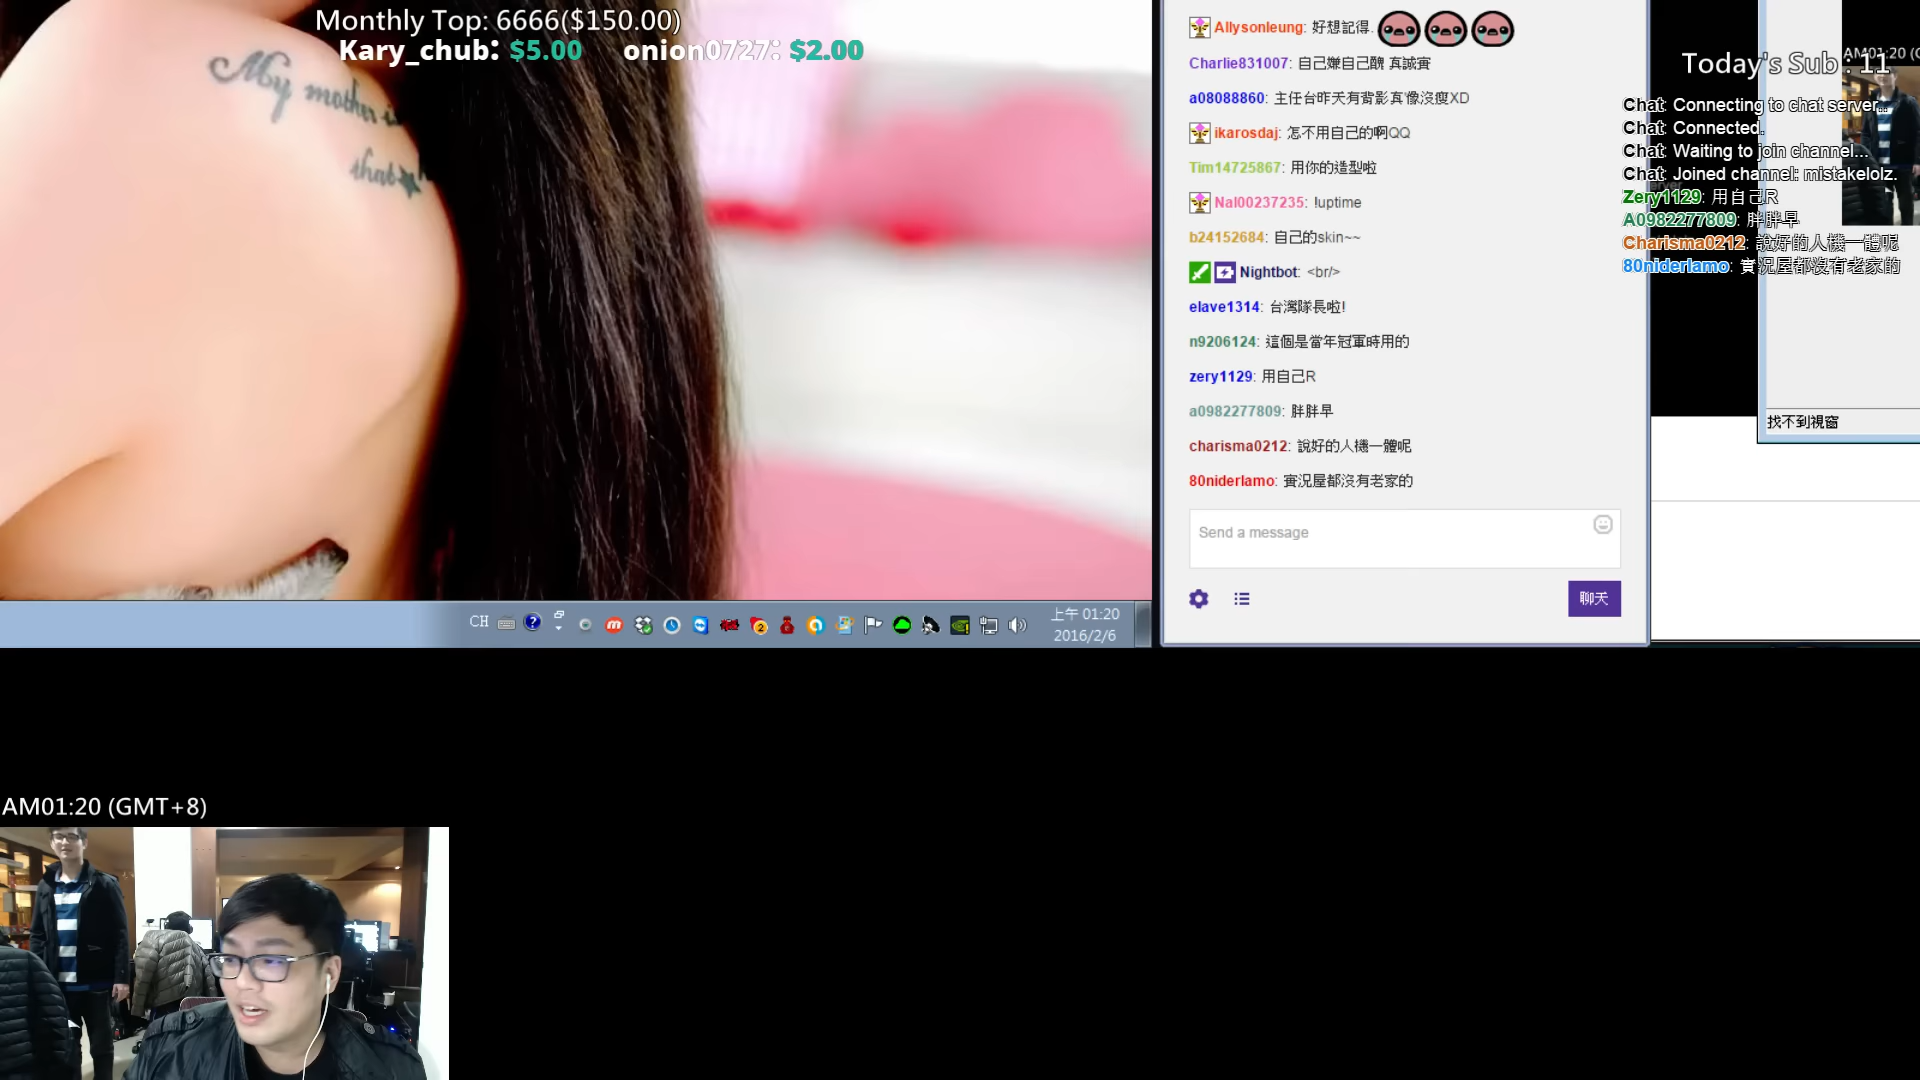 Monthly Top: 6666($150.00)
Kary_chub: $5.00 onion0727: $2.00
My mother is
that
CH
上午 01:20
2016/2/6
Allysonleung: 好想記得.
Charlie831007: 自己嫌自己醜 真誠實
a08088860: 主任台昨天有背影真像沒瘦XD
ikarosdaj: 怎不用自己的啊QQ
Tim14725867: 用你的造型啦
Nal00237235: !uptime
b24152684: 自己的skin~~
Nightbot: <br/>
elave1314: 台灣隊長啦!
n9206124: 這個是當年冠軍時用的
zery1129: 用自己R
a0982277809: 胖胖早
charisma0212: 說好的人機一體呢
80niderlamo: 實況屋都沒有老家的
Send a message
聊天
AM01:20 (G
Today's Sub : 11
Chat: Connecting to chat server...
Chat: Connected.
Chat: Waiting to join channel...
Chat: Joined channel: mistakelolz.
Zery1129: 用自己R
A0982277809: 胖胖早
Charisma0212: 說好的人機一體呢
80niderlamo: 實況屋都沒有老家的
找不到視窗
AM01:20 (GMT+8)